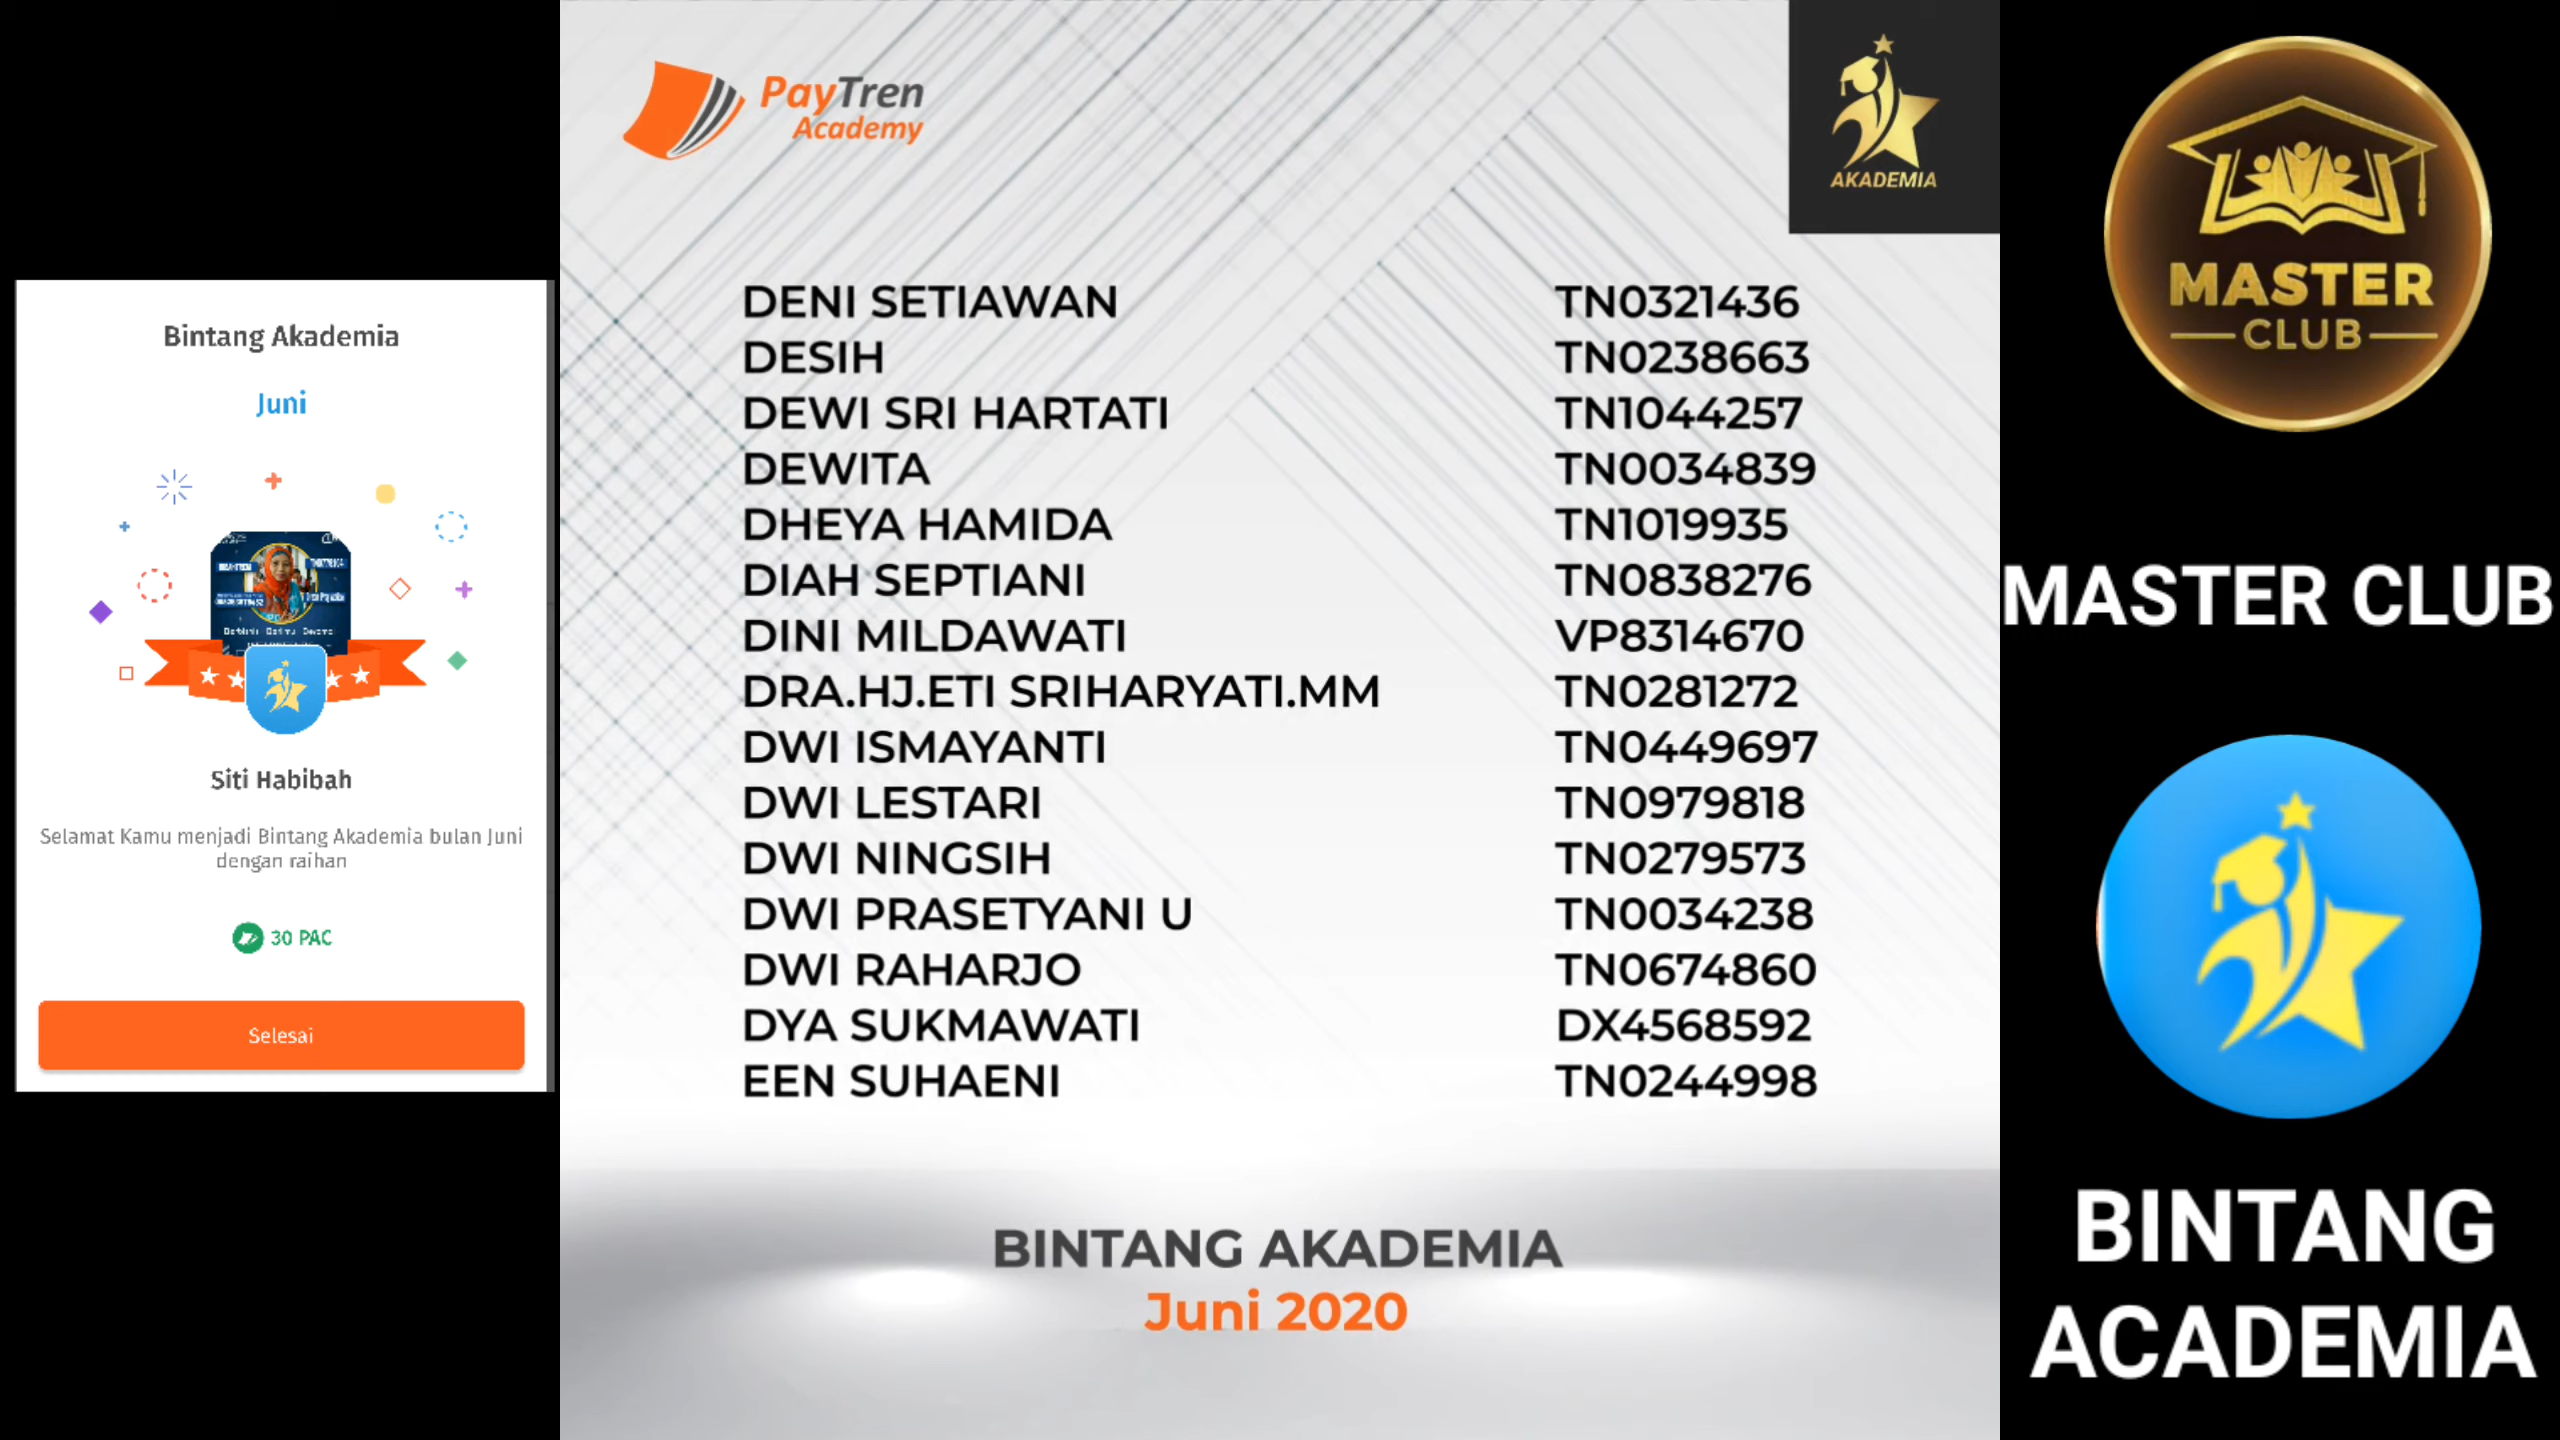 Bintang Akademia
Juni
Siti Habibah
Selamat Kamu menjadi Bintang Akademia bulan Juni
dengan raihan
30 PAC
Selesai
PayTren
Academy
AKADEMIA
DENI SETIAWAN TN0321436
DESIH TN0238663
DEWI SRI HARTATI TN1044257
DEWITA TN0034839
DHEYA HAMIDA TN1019935
DIAH SEPTIANI TN0838276
DINI MILDAWATI VP8314670
DRA.HJ.ETI SRIHARYATI.MM TN0281272
DWI ISMAYANTI TN0449697
DWI LESTARI TN0979818
DWI NINGSIH TN0279573
DWI PRASETYANI U TN0034238
DWI RAHARJO TN0674860
DYA SUKMAWATI DX4568592
EEN SUHAENI TN0244998
BINTANG AKADEMIA
Juni 2020
MASTER
CLUB
MASTER CLUB
BINTANG
ACADEMIA